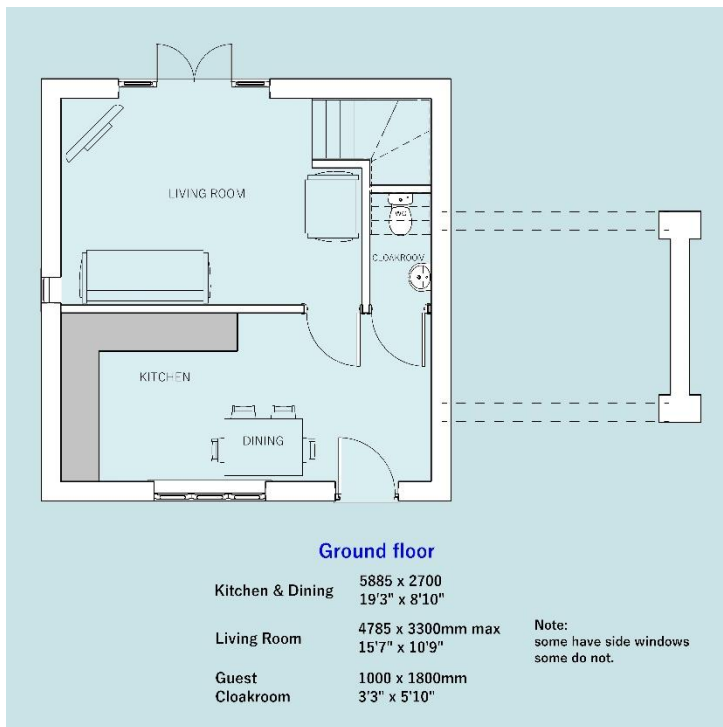 LIVING ROOM
WC
CLOAKROOM
KITCHEN
DINING
Ground floor
Kitchen & Dining
5885 x 2700
19'3" x 8'10"
Living Room
4785 x 3300mm max
15'7" x 10'9"
Guest
Cloakroom
1000 x 1800mm
3'3" x 5'10"
Note:
some have side windows
some do not.